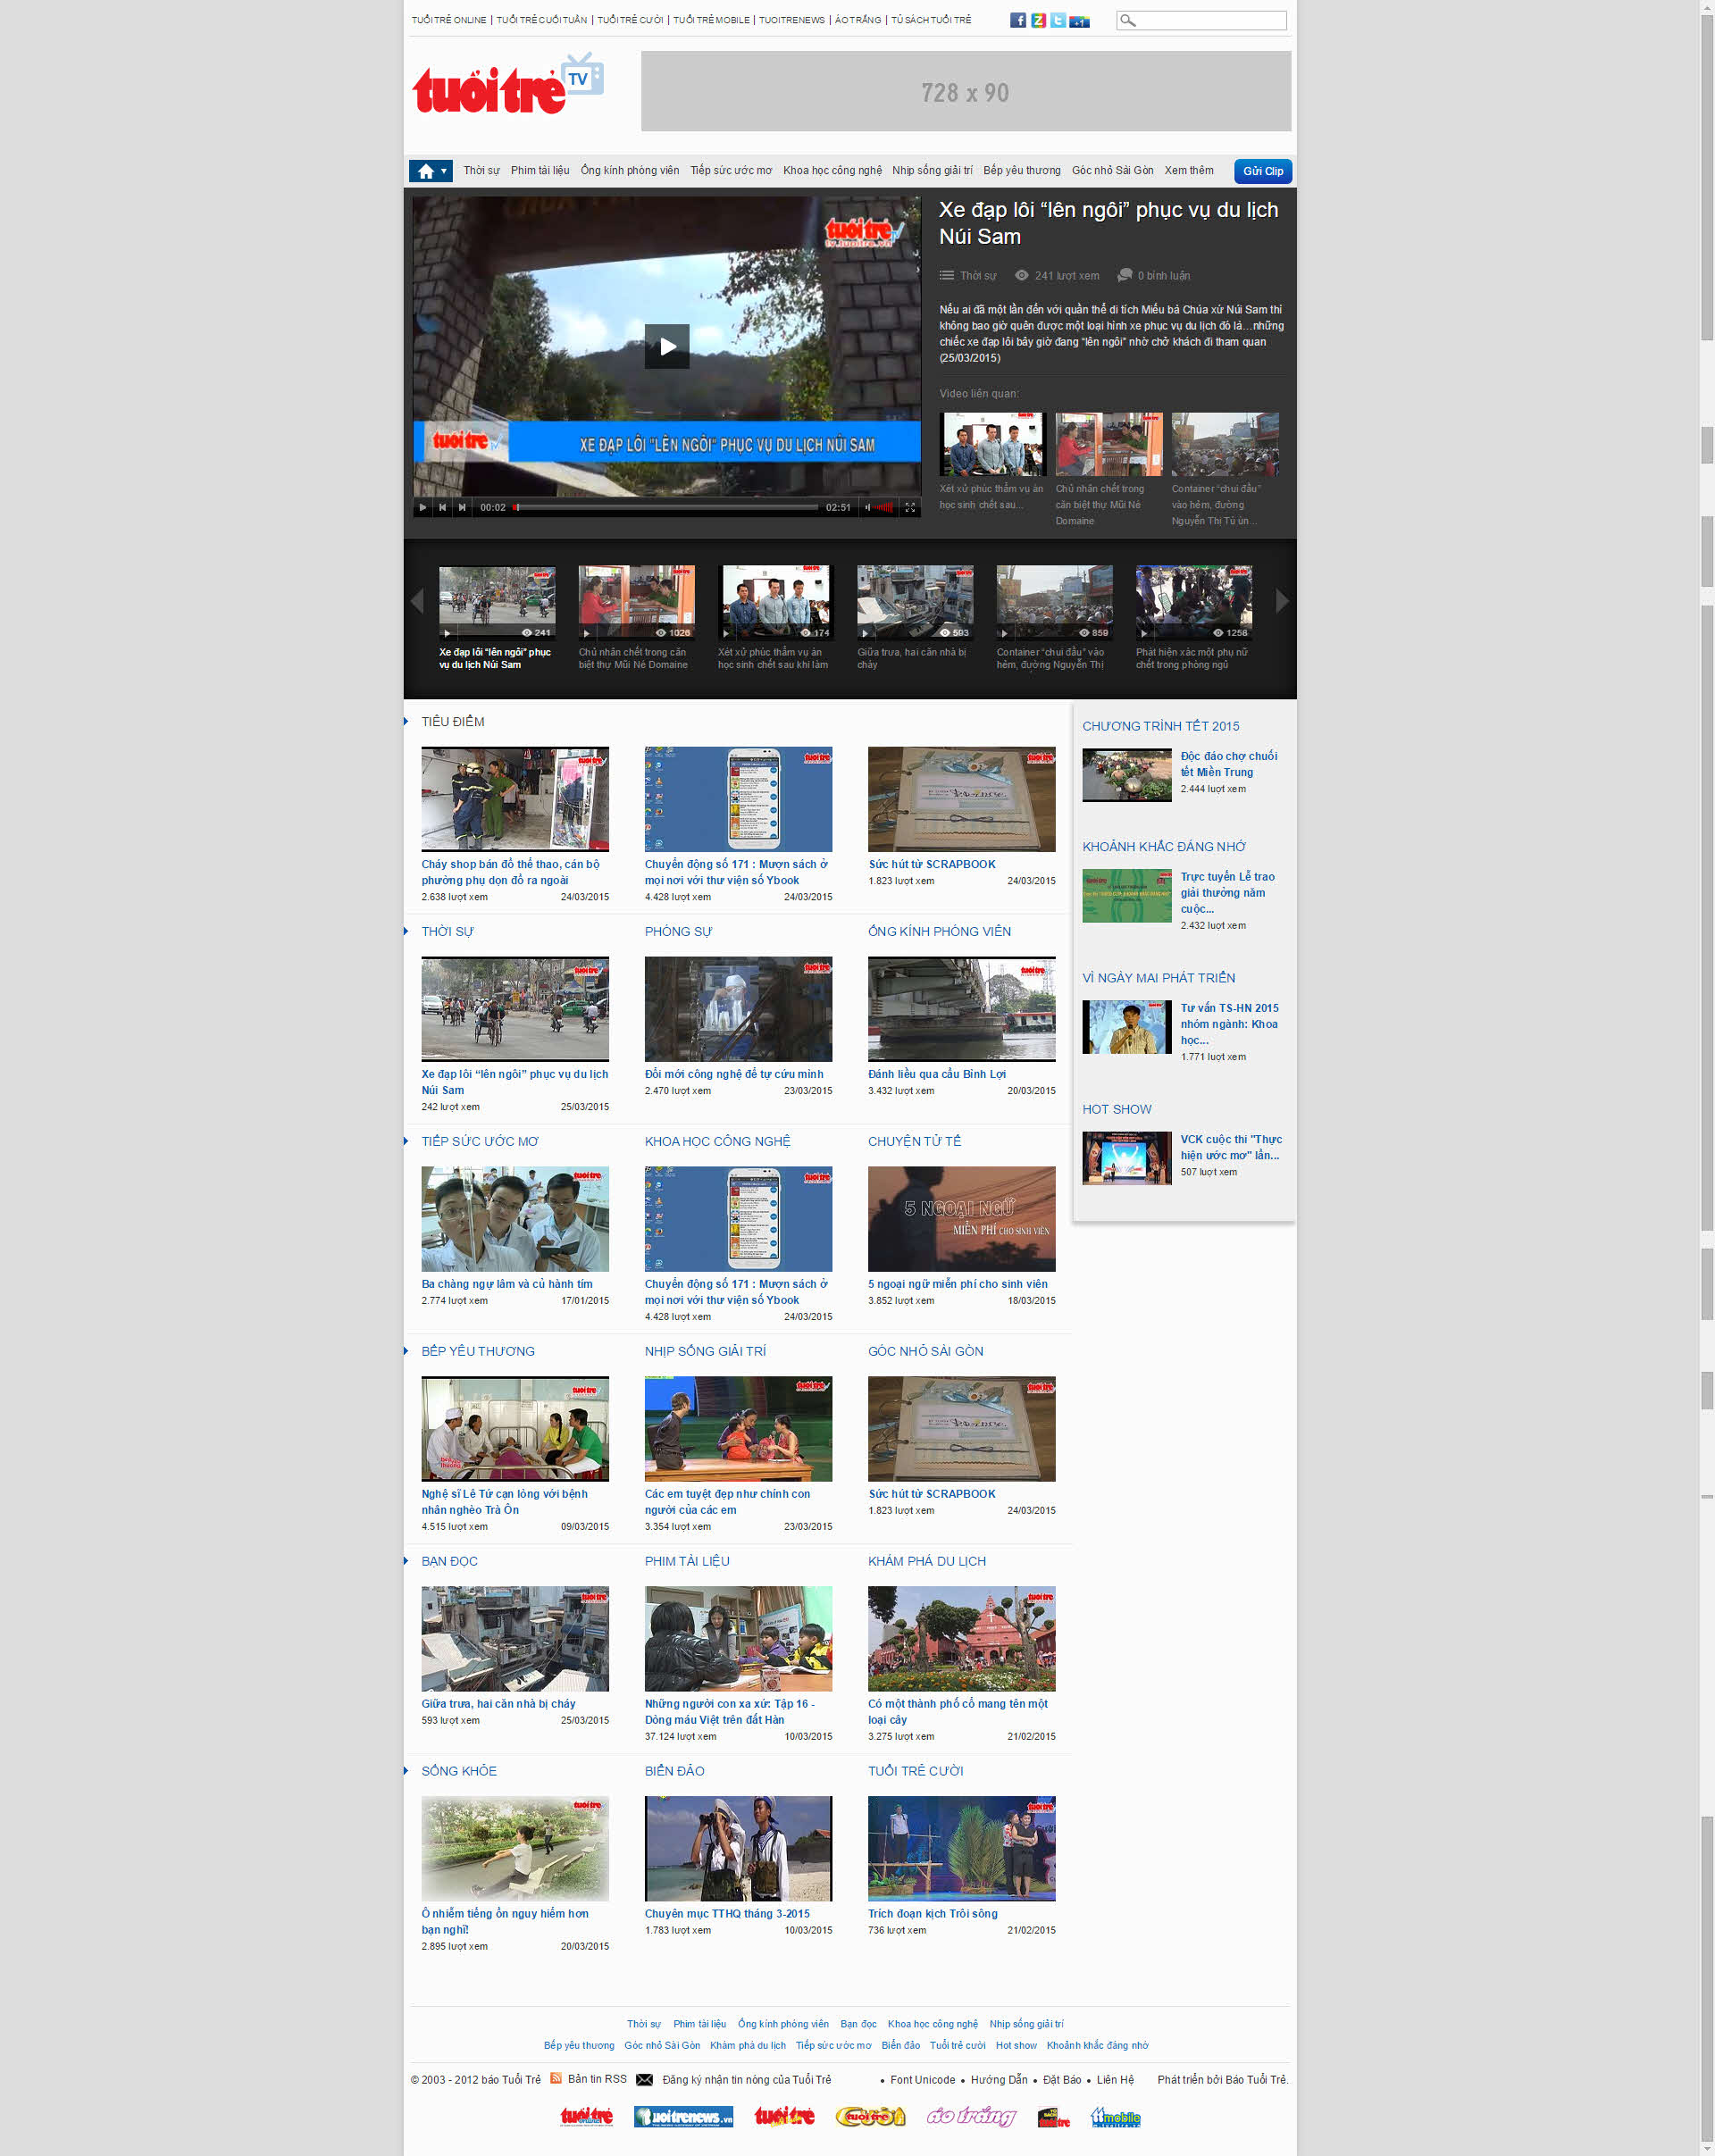 TUỔI TRẺ ONLINE | TUỔI TRẺ CUỐI TUẦN | TUỔI TRẺ CƯỜI | TUỔI TRẺ MOBILE | TUOITRENEWS | ÁO TRẮNG | TỦ SÁCH TUỔI TRẺ
tuổi trẻ TV
728 x 90
Thời sự Phim tài liệu Ống kính phóng viên Tiếp sức ước mơ Khoa học công nghệ Nhịp sống giải trí Bếp yêu thương Góc nhỏ Sài Gòn Xem thêm Gửi Clip
Xe đạp lôi “lên ngôi” phục vụ du lịch
Núi Sam
Thời sự 241 lượt xem 0 bình luận
Nếu ai đã một lần đến với quần thể di tích Miếu bà Chúa xứ Núi Sam thì
không bao giờ quên được một loại hình xe phục vụ du lịch đó là…những
chiếc xe đạp lôi bây giờ đang “lên ngôi” nhờ chở khách đi tham quan
(25/03/2015)
tuổi trẻ TV
tv.tuoitre.vn
tuổi trẻ TV XE ĐẠP LÔI "LÊN NGÔI" PHỤC VỤ DU LỊCH NÚI SAM
00:02 02:51
Video liên quan:
Xét xử phúc thẩm vụ án
học sinh chết sau...
Chủ nhân chết trong
căn biệt thự Mũi Né
Domaine
Container “chui đầu”
vào hẻm, đường
Nguyễn Thị Tú ùn...
241 1026 174 593 859 1256
Xe đạp lôi “lên ngôi” phục
vụ du lịch Núi Sam
Chủ nhân chết trong căn
biệt thự Mũi Né Domaine
Xét xử phúc thẩm vụ án
học sinh chết sau khi làm
Giữa trưa, hai căn nhà bị
cháy
Container “chui đầu” vào
hẻm, đường Nguyễn Thị
Phát hiện xác một phụ nữ
chết trong phòng ngủ
TIÊU ĐIỂM
Cháy shop bán đồ thể thao, cán bộ
phường phụ dọn đồ ra ngoài
2.638 lượt xem 24/03/2015
Chuyển động số 171 : Mượn sách ở
mọi nơi với thư viện số Ybook
4.428 lượt xem 24/03/2015
Sức hút từ SCRAPBOOK
1.823 lượt xem 24/03/2015
THỜI SỰ
Xe đạp lôi “lên ngôi” phục vụ du lịch
Núi Sam
242 lượt xem 25/03/2015
PHÓNG SỰ
Đổi mới công nghệ để tự cứu mình
2.470 lượt xem 23/03/2015
ỐNG KÍNH PHÓNG VIÊN
Đánh liều qua cầu Bình Lợi
3.432 lượt xem 20/03/2015
TIẾP SỨC ƯỚC MƠ
Ba chàng ngự lâm và củ hành tím
2.774 lượt xem 17/01/2015
KHOA HỌC CÔNG NGHỆ
Chuyển động số 171 : Mượn sách ở
mọi nơi với thư viện số Ybook
4.428 lượt xem 24/03/2015
CHUYỆN TỬ TẾ
5 NGOẠI NGỮ
MIỄN PHÍ CHO SINH VIÊN
5 ngoại ngữ miễn phí cho sinh viên
3.852 lượt xem 18/03/2015
BẾP YÊU THƯƠNG
Nghệ sĩ Lê Tứ cạn lòng với bệnh
nhân nghèo Trà Ôn
4.515 lượt xem 09/03/2015
NHỊP SỐNG GIẢI TRÍ
Các em tuyệt đẹp như chính con
người của các em
3.354 lượt xem 23/03/2015
GÓC NHỎ SÀI GÒN
Sức hút từ SCRAPBOOK
1.823 lượt xem 24/03/2015
BẠN ĐỌC
Giữa trưa, hai căn nhà bị cháy
593 lượt xem 25/03/2015
PHIM TÀI LIỆU
Những người con xa xứ: Tập 16 -
Dòng máu Việt trên đất Hàn
37.124 lượt xem 10/03/2015
KHÁM PHÁ DU LỊCH
Có một thành phố cổ mang tên một
loại cây
3.275 lượt xem 21/02/2015
SỐNG KHỎE
Ô nhiễm tiếng ồn nguy hiểm hơn
bạn nghĩ!
2.895 lượt xem 20/03/2015
BIỂN ĐẢO
Chuyên mục TTHQ tháng 3-2015
1.783 lượt xem 10/03/2015
TUỔI TRẺ CƯỜI
Trích đoạn kịch Trôi sông
736 lượt xem 21/02/2015
CHƯƠNG TRÌNH TẾT 2015
Độc đáo chợ chuối
tết Miền Trung
2.444 lượt xem
KHOẢNH KHẮC ĐÁNG NHỚ
Trực tuyến Lễ trao
giải thưởng năm
cuộc...
2.432 lượt xem
VÌ NGÀY MAI PHÁT TRIỂN
Tư vấn TS-HN 2015
nhóm ngành: Khoa
học...
1.771 lượt xem
HOT SHOW
VCK cuộc thi "Thực
hiện ước mơ" lần...
507 lượt xem
Thời sự Phim tài liệu Ống kính phóng viên Bạn đọc Khoa học công nghệ Nhịp sống giải trí
Bếp yêu thương Góc nhỏ Sài Gòn Khám phá du lịch Tiếp sức ước mơ Biển đảo Tuổi trẻ cười Hot show Khoảnh khắc đáng nhớ
© 2003 - 2012 báo Tuổi Trẻ Bản tin RSS Đăng ký nhận tin nóng của Tuổi Trẻ • Font Unicode • Hướng Dẫn • Đặt Báo • Liên Hệ Phát triển bởi Báo Tuổi Trẻ.
tuổi trẻ tuoitrenews.vn tuổi trẻ tuổi trẻ Cười áo trắng tuổi trẻ tt mobile